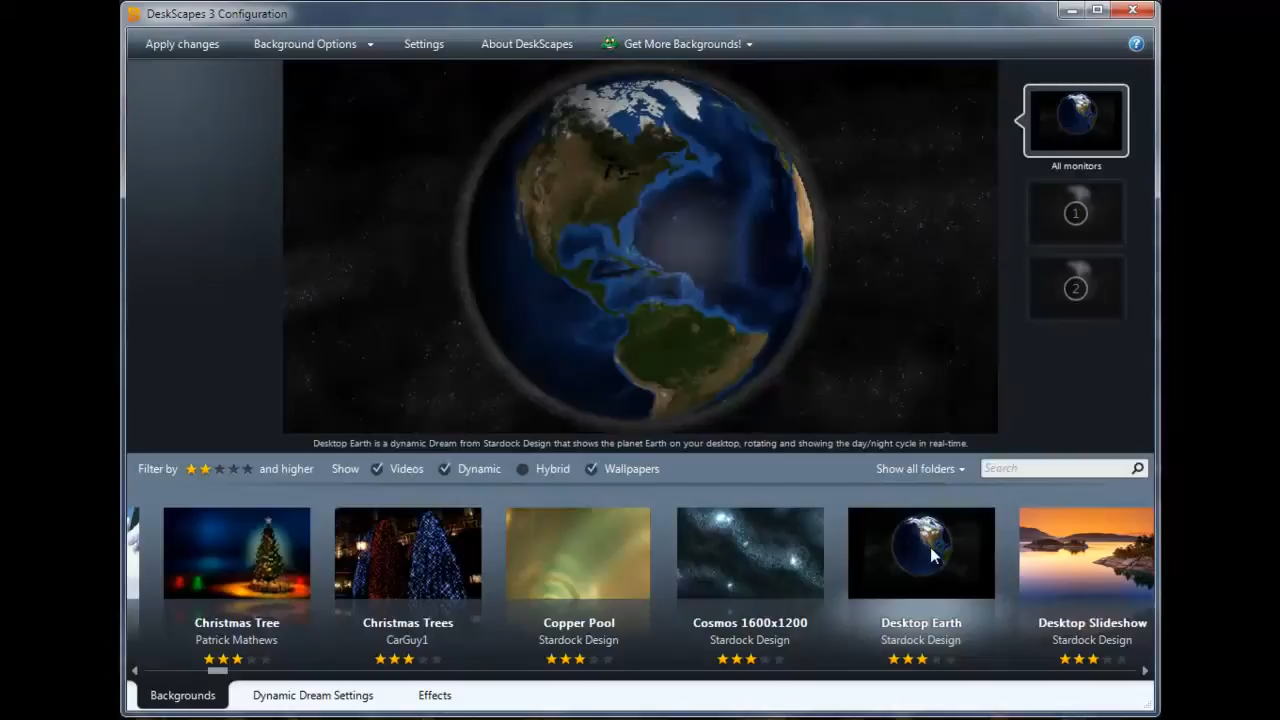 DeskScapes 3 Configuration
Apply changes Background Options Settings About DeskScapes Get More Backgrounds! ?
All monitors
1
2
Desktop Earth is a dynamic Dream from Stardock Design that shows the planet Earth on your desktop, rotating and showing the day/night cycle in real-time.
Filter by and higher Show Videos Dynamic Hybrid Wallpapers Show all folders Search
Christmas Tree Christmas Trees Copper Pool Cosmos 1600x1200 Desktop Earth Desktop Slideshow
Patrick Mathews CarGuy1 Stardock Design Stardock Design Stardock Design Stardock Design
Backgrounds Dynamic Dream Settings Effects